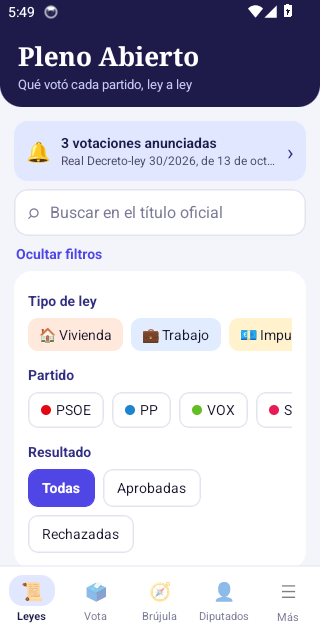 5:49
Pleno Abierto
Qué votó cada partido, ley a ley
3 votaciones anunciadas
Real Decreto-ley 30/2026, de 13 de oct...
Buscar en el título oficial
Ocultar filtros
Tipo de ley
Vivienda
Trabajo
Impu
Partido
PSOE
PP
VOX
S
Resultado
Todas
Aprobadas
Rechazadas
Leyes
Vota
Brújula
Diputados
Más